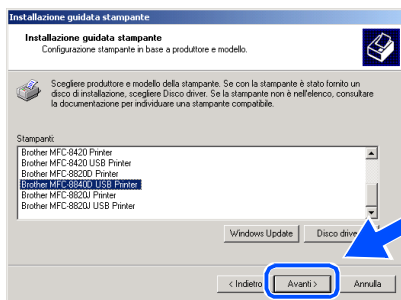 Installazione guidata stampante
Installazione guidata stampante
Configurazione stampante in base a produttore e modello.
Scegliere produttore e modello della stampante. Se con la stampante è stato fornito un
disco di installazione, scegliere Disco driver. Se la stampante non è nell'elenco, consultare
la documentazione per individuare una stampante compatibile.
Stampanti:
Brother MFC-8420 Printer
Brother MFC-8420 USB Printer
Brother MFC-8820D Printer
Brother MFC-8840D USB Printer
Brother MFC-8820J Printer
Brother MFC-8820J USB Printer
Windows Update Disco drive
< Indietro Avanti > Annulla